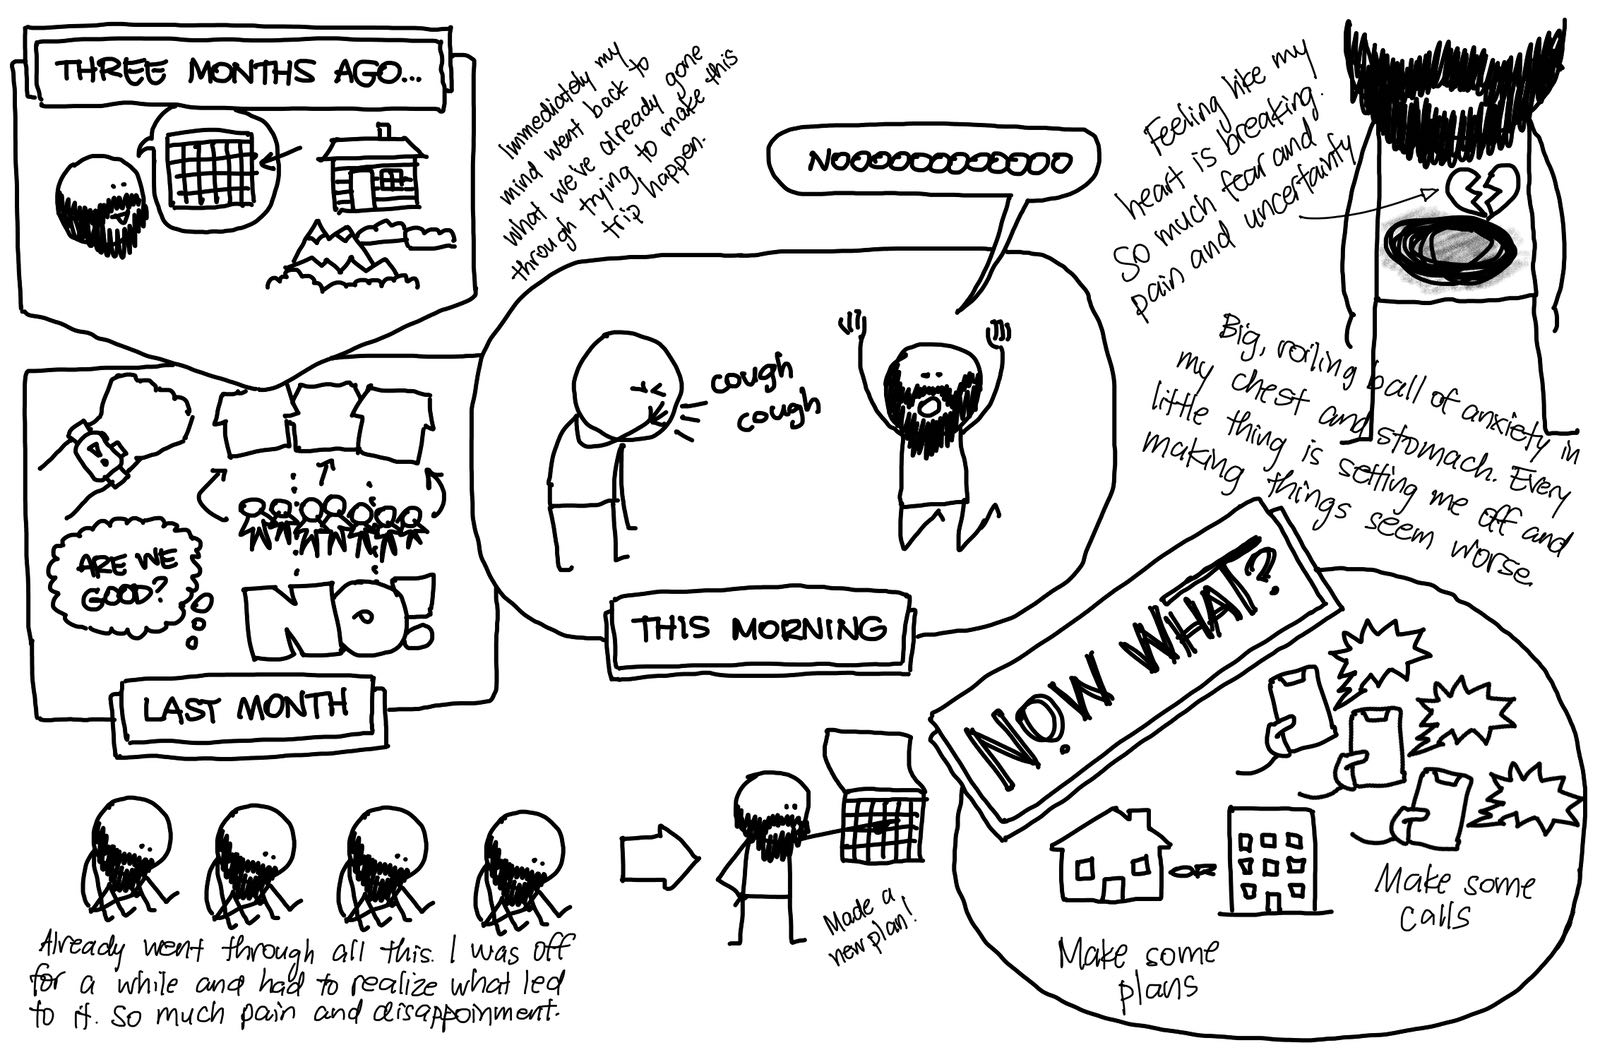 THREE MONTHS AGO...
Immediately my
mind went back to
what we've already gone
through trying to make this
trip happen.
NOOOOOOOOOOOO
Feeling like my
heart is breaking.
So much fear and
pain and uncertainty
cough
cough
Big, roiling ball of anxiety in
my chest and stomach. Every
little thing is setting me off and
making things seem worse.
ARE WE
GOOD?
NO!
LAST MONTH
THIS MORNING
NOW WHAT?
Already went through all this. I was off
for a while and had to realize what led
to it. So much pain and disappoinment.
Made a
new plan!
OR
Make some
plans
Make some
calls